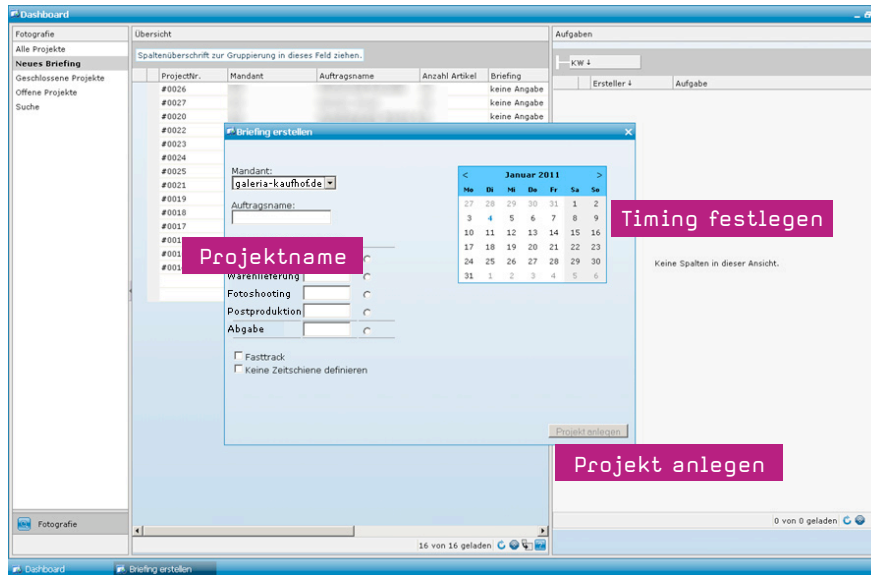 Dashboard
Fotografie
Alle Projekte
Neues Briefing
Geschlossene Projekte
Offene Projekte
Suche
Fotografie
Übersicht
Spaltenüberschrift zur Gruppierung in dieses Feld ziehen.
ProjectNr. Mandant Auftragsname Anzahl Artikel Briefing
#0026 keine Angabe
#0027 keine Angabe
#0020 keine Angabe
#0022
#0023
#0024
#0025
#0021
#0019
#0018
#0017
Briefing erstellen
Mandant:
galeria-kaufhof.de
Auftragsname:
Projektname
Warenlieferung
Fotoshooting
Postproduktion
Abgabe
Fasttrack
Keine Zeitschiene definieren
< Januar 2011 >
Mo Di Mi Do Fr Sa So
27 28 29 30 31 1 2
3 4 5 6 7 8 9
10 11 12 13 14 15 16
17 18 19 20 21 22 23
24 25 26 27 28 29 30
31 1 2 3 4 5 6
Timing festlegen
Projekt anlegen
Projekt anlegen
16 von 16 geladen
Aufgaben
KW
Ersteller Aufgabe
Keine Spalten in dieser Ansicht.
0 von 0 geladen
Dashboard
Briefing erstellen